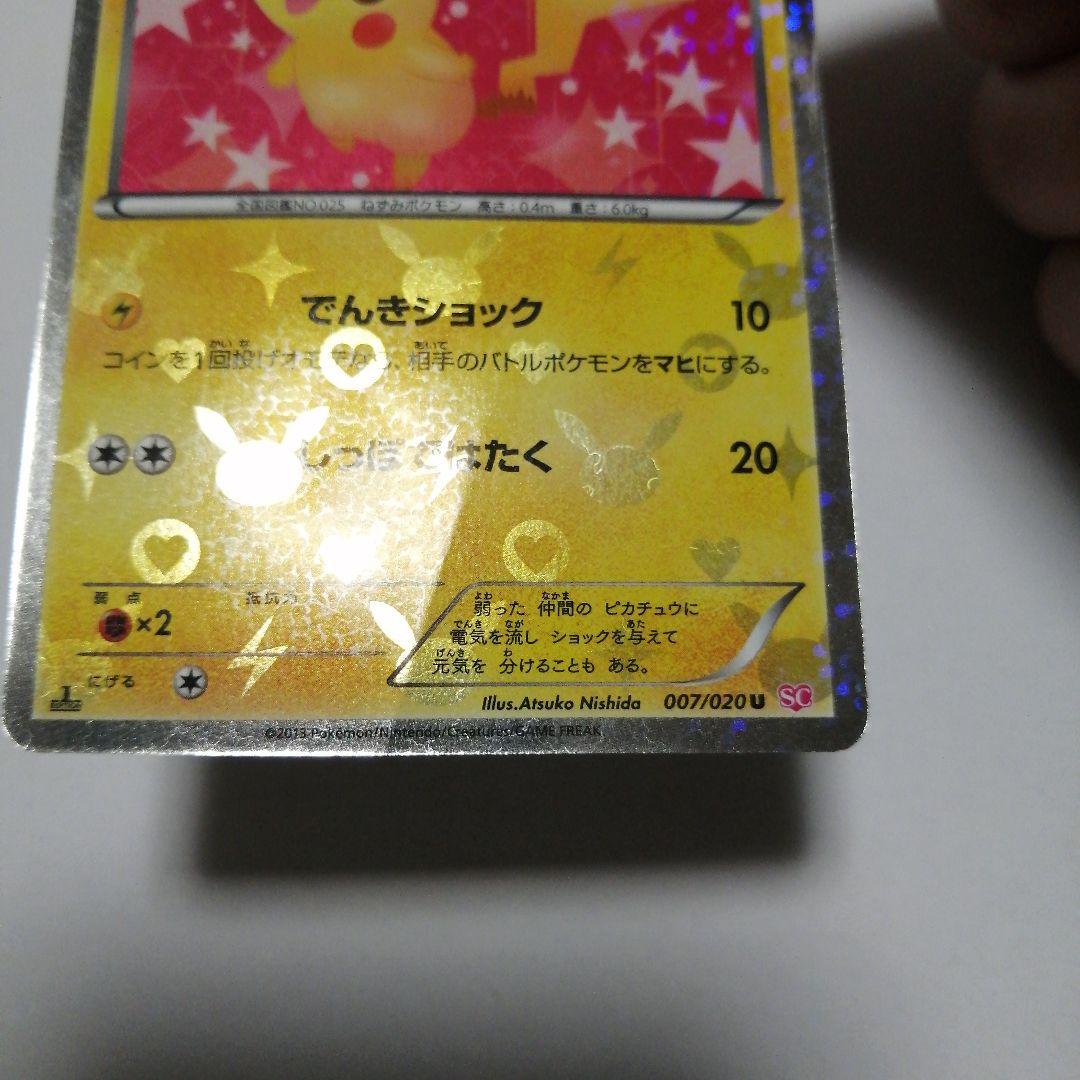 全国図鑑NO.025 ねずみポケモン 高さ:0.4m 重さ:6.0kg
でんきショック 10
コインを1回投げオモテなら、相手のバトルポケモンをマヒにする。
しっぽではたく 20
弱点 抵抗力
×2
弱った 仲間の ピカチュウに
電気を流し ショックを与えて
元気を 分けることも ある。
にげる
Illus.Atsuko Nishida 007/020 U SC
©2013 Pokémon/Nintendo/Creatures/GAME FREAK